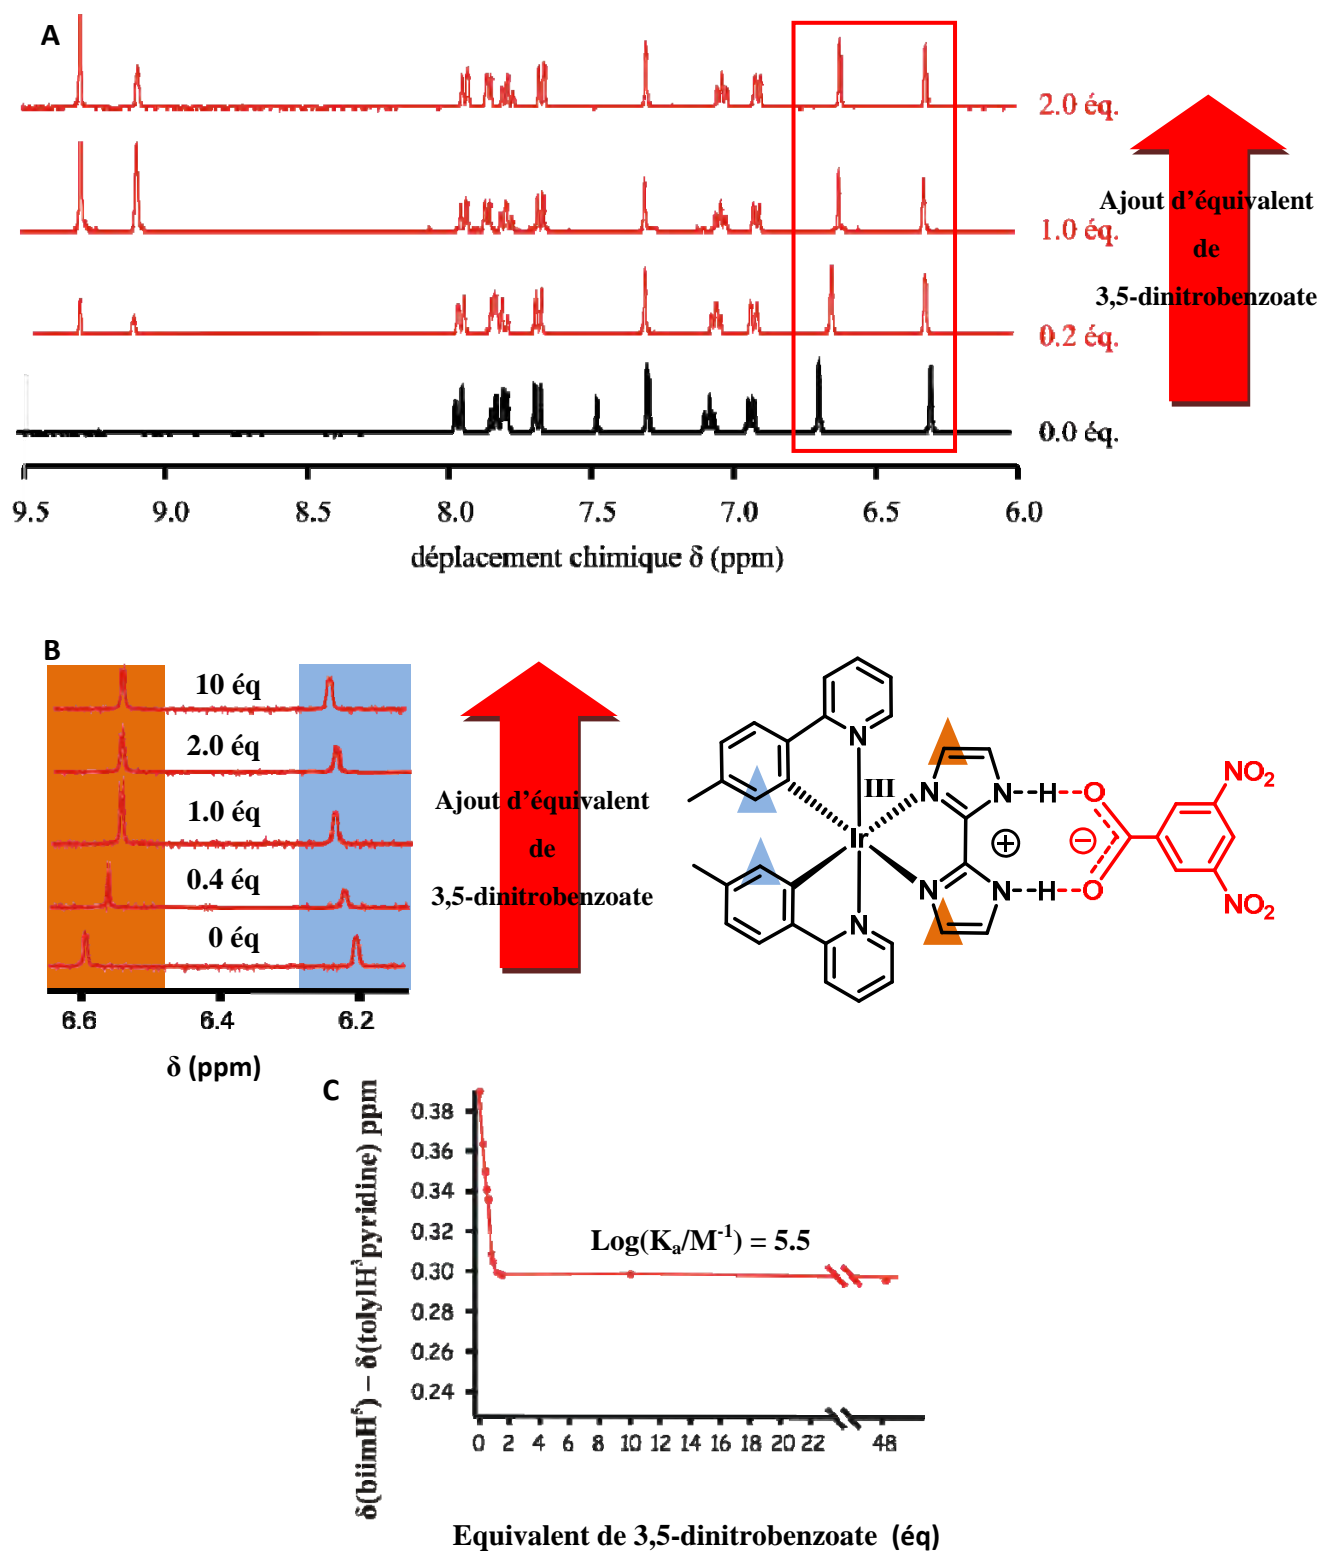 A
2.0 éq.
1.0 éq.
0.2 éq.
0.0 éq.
Ajout d'équivalent
de
3,5-dinitrobenzoate
9.5 9.0 8.5 8.0 7.5 7.0 6.5 6.0
déplacement chimique δ (ppm)
B
10 éq
2.0 éq
1.0 éq
0.4 éq
0 éq
6.6 6.4 6.2
δ (ppm)
Ajout d'équivalent
de
3,5-dinitrobenzoate
N
III
N
N
H
O
NO₂
Ir
+
−
N
N
N
H
O
NO₂
C
δ(biimH⁵) – δ(tolylH³pyridine) ppm
0.38
0.36
0.34
0.32
0.30
0.28
0.26
0.24
Log(Kₐ/M⁻¹) = 5.5
0 2 4 6 8 10 12 14 16 18 20 22 48
Equivalent de 3,5-dinitrobenzoate (éq)